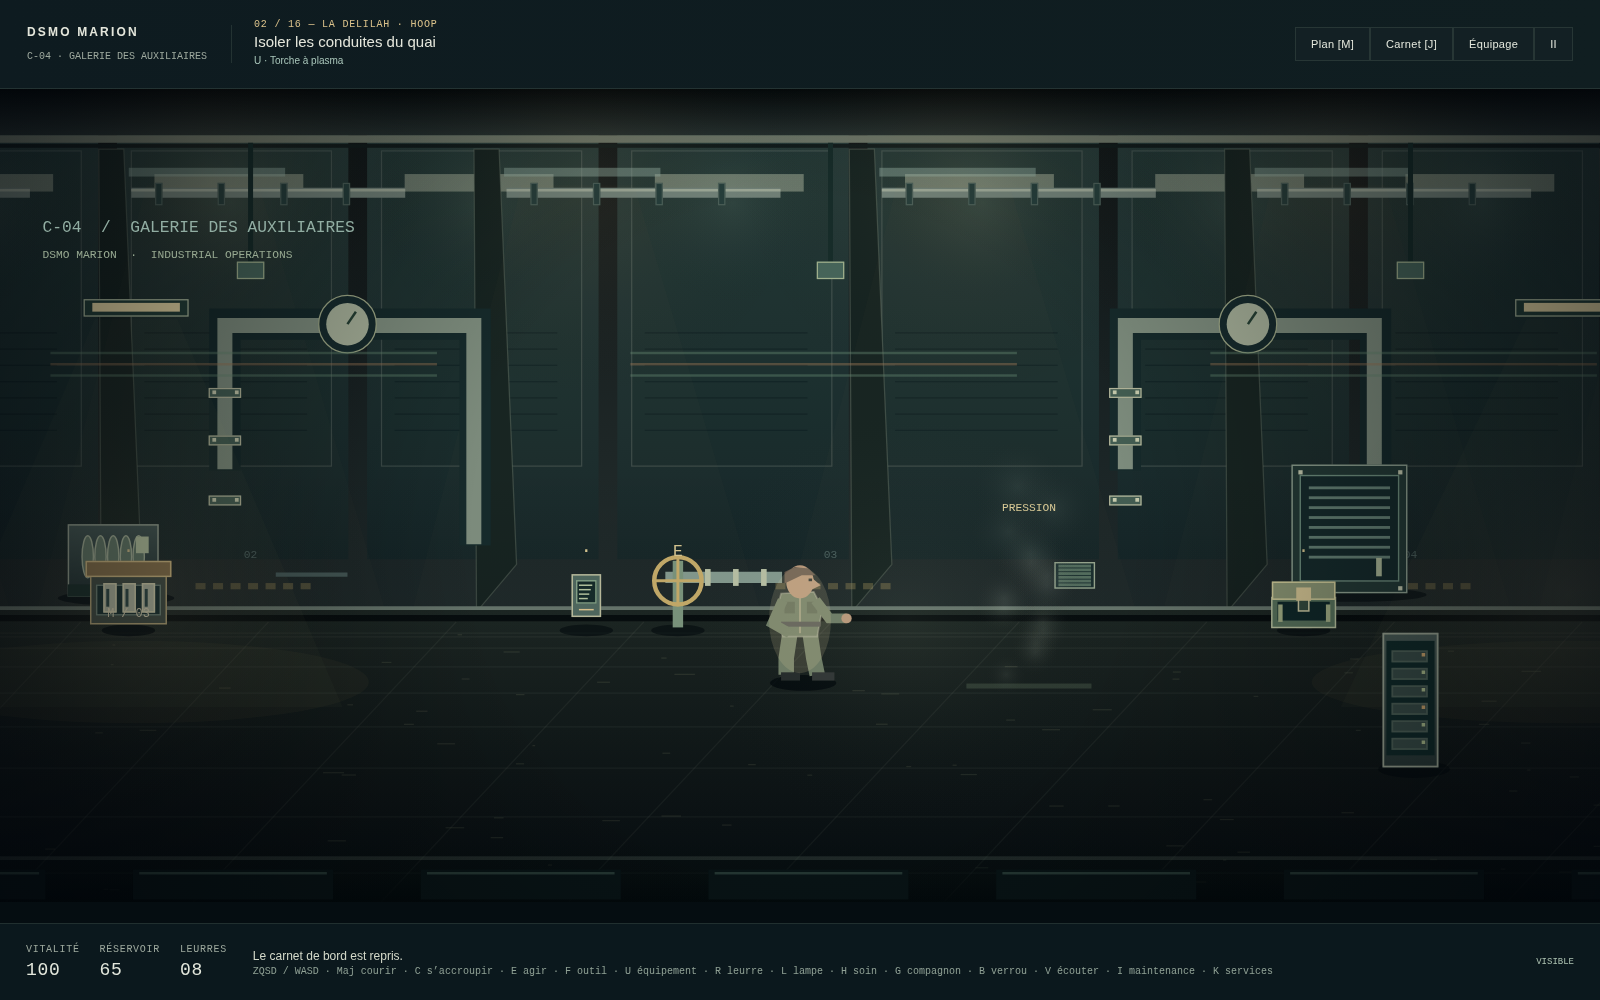 DSMO MARION
C-04 · GALERIE DES AUXILIAIRES
02 / 16 — LA DELILAH · HOOP
Isoler les conduites du quai
U · Torche à plasma
Plan [M]
Carnet [J]
Équipage
II
C-04 / GALERIE DES AUXILIAIRES
DSMO MARION · INDUSTRIAL OPERATIONS
PRESSION
02
E
03
04
M / 03
VITALITÉ
100
RÉSERVOIR
65
LEURRES
08
Le carnet de bord est repris.
ZQSD / WASD · Maj courir · C s’accroupir · E agir · F outil · U équipement · R leurre · L lampe · H soin · G compagnon · B verrou · V écouter · I maintenance · K services
VISIBLE